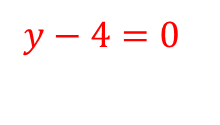 y − 4 = 0